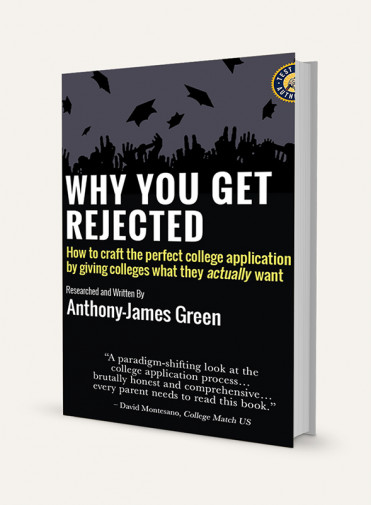 TEST
AUTH
WHY YOU GET
REJECTED
How to craft the perfect college application
by giving colleges what they actually want
Researched and Written By
Anthony-James Green
“A paradigm-shifting look at the
college application process…
brutally honest and comprehensive…
every parent needs to read this book.”
– David Montesano, College Match US